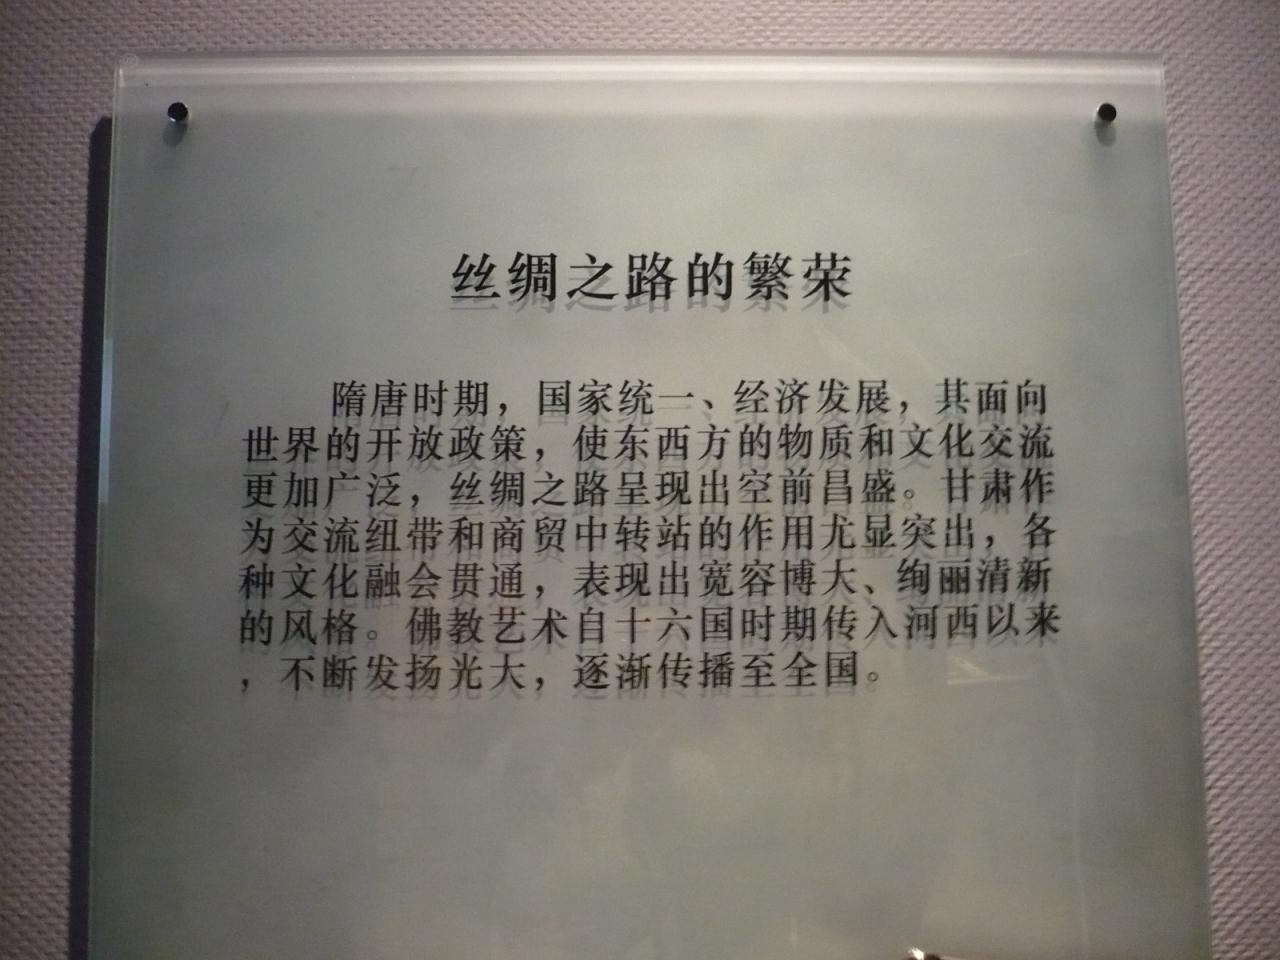 丝绸之路的繁荣
隋唐时期，国家统一、经济发展，其面向
世界的开放政策，使东西方的物质和文化交流
更加广泛，丝绸之路呈现出空前昌盛。甘肃作
为交流纽带和商贸中转站的作用尤显突出，各
种文化融会贯通，表现出宽容博大、绚丽清新
的风格。佛教艺术自十六国时期传入河西以来
，不断发扬光大，逐渐传播至全国。